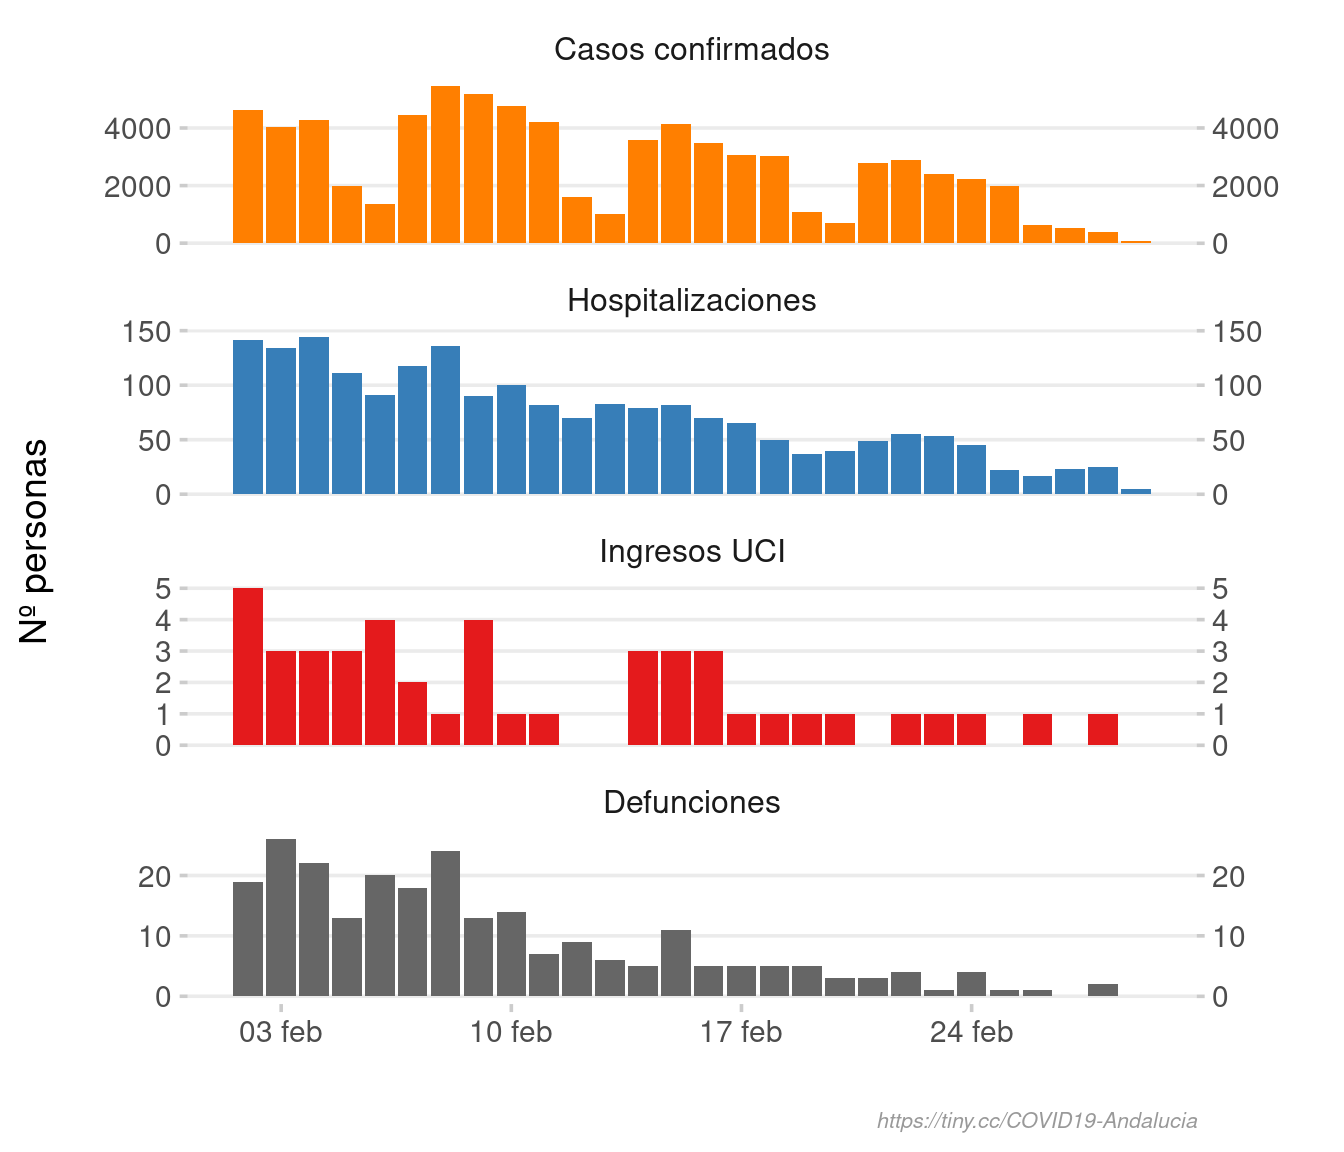 Casos confirmados
4000 4000
2000 2000
0 0
Hospitalizaciones
150 150
100 100
50 50
0 0
Nº personas
Ingresos UCI
5 5
4 4
3 3
2 2
1 1
0 0
Defunciones
20 20
10 10
0 0
03 feb 10 feb 17 feb 24 feb
https://tiny.cc/COVID19-Andalucia